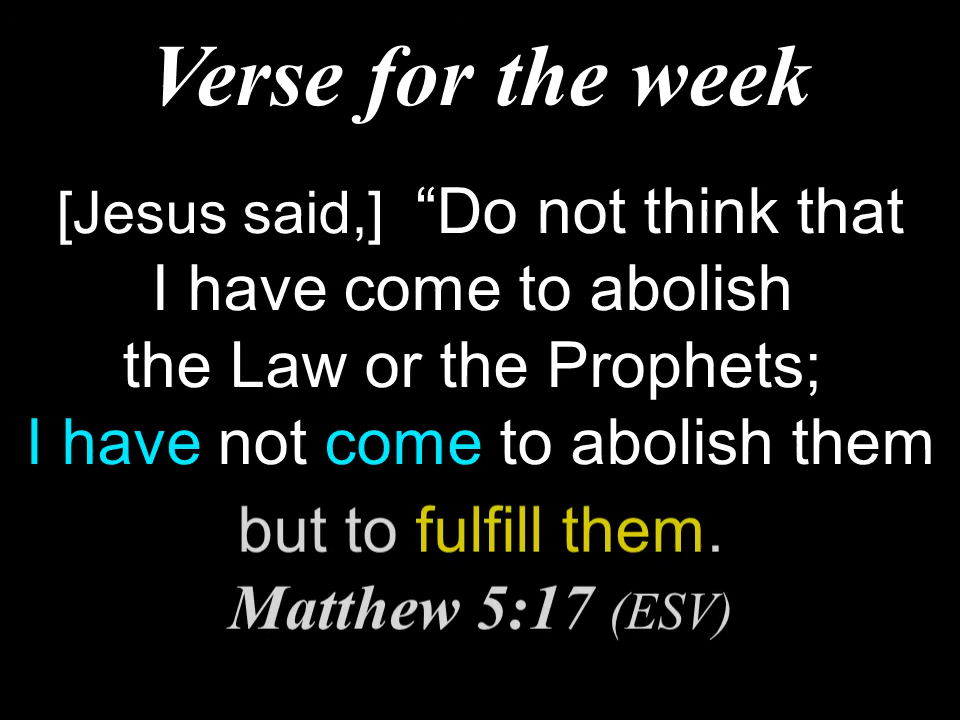 Verse for the week
[Jesus said,] “Do not think that
I have come to abolish
the Law or the Prophets;
I have not come to abolish them
but to fulfill them.
Matthew 5:17 (ESV)